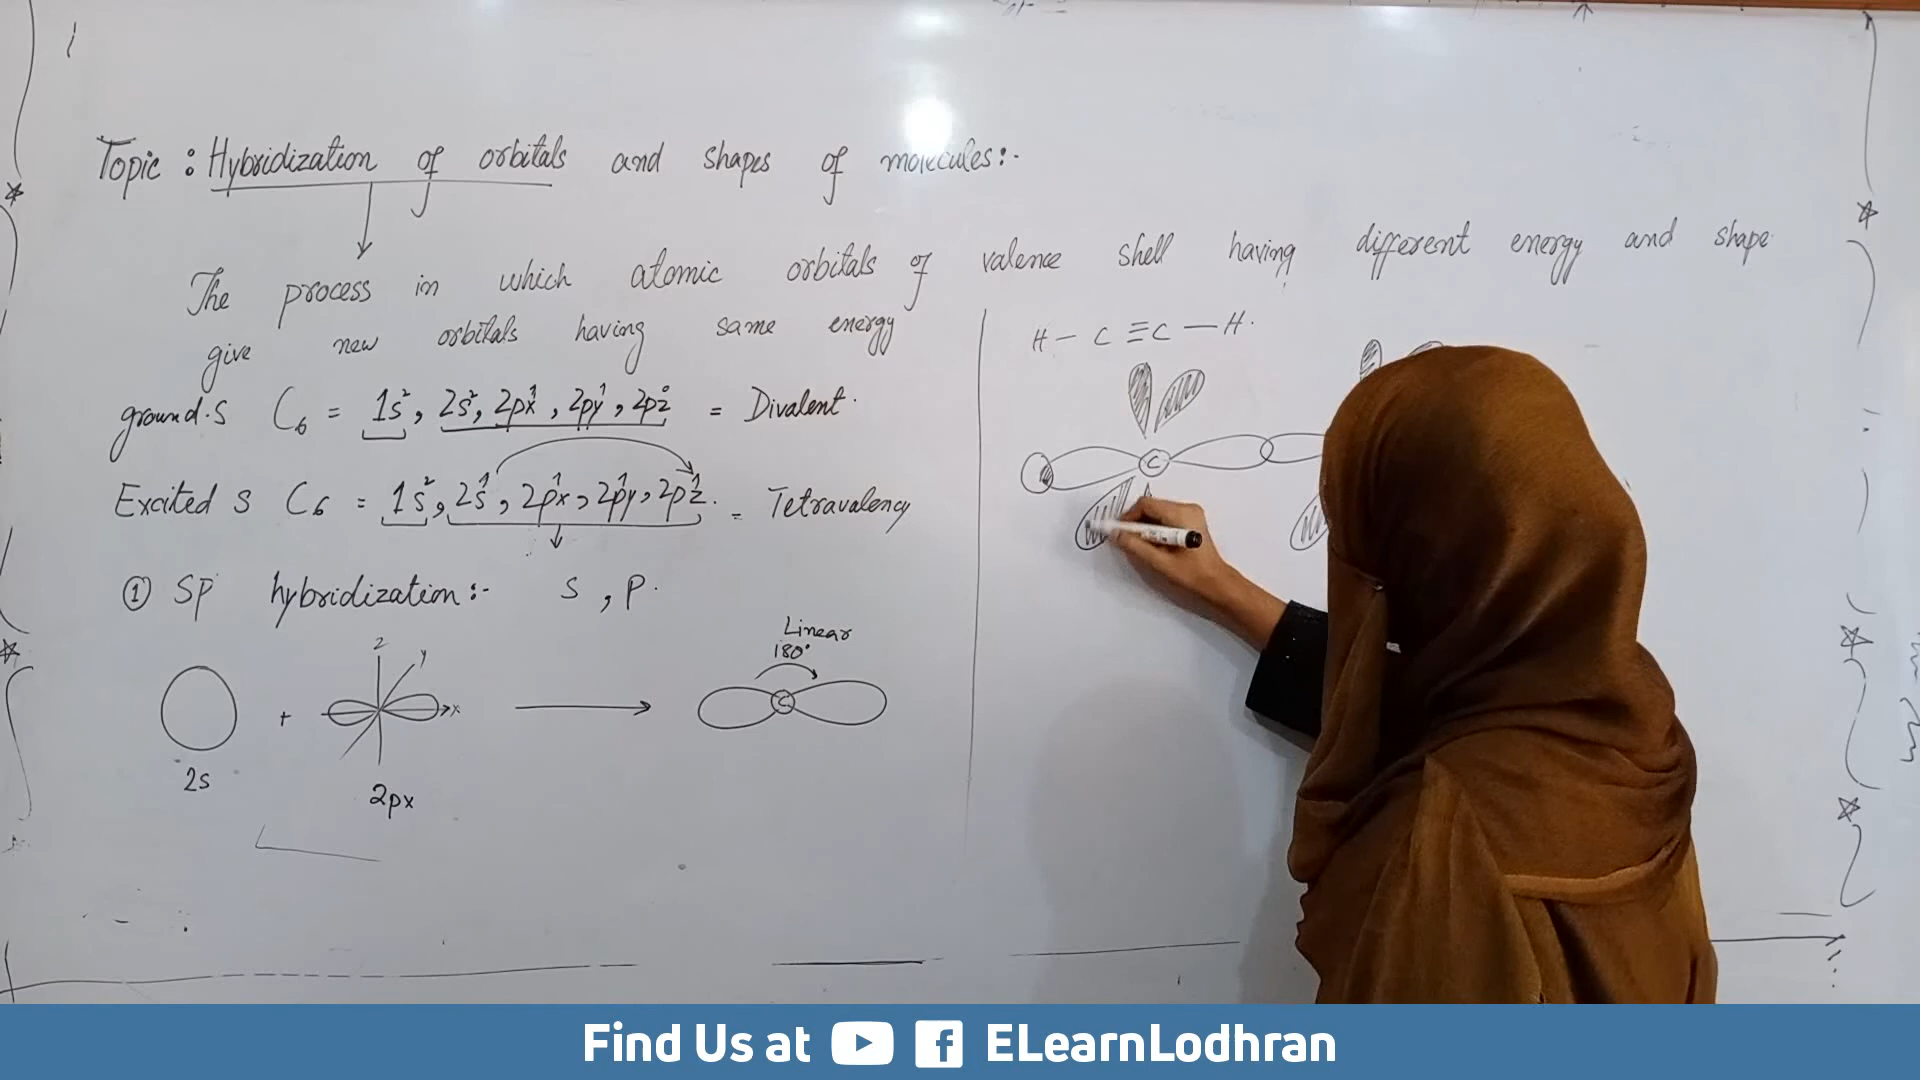 Topic : Hybridization of orbitals and shapes of molecules:-
The process in which atomic orbitals of valence shell having different energy and shape
give new orbitals having same energy
ground.S C₆ = 1s², 2s², 2px¹, 2py¹, 2pz⁰ = Divalent.
Excited S C₆ = 1s², 2s¹, 2px¹, 2py¹, 2pz¹. = Tetravalency
① SP hybridization:- S, P.
Z
y
x
+
2s
2px
Linear
180°
C
H – C ≡ C – H.
C
Find Us at ELearnLodhran